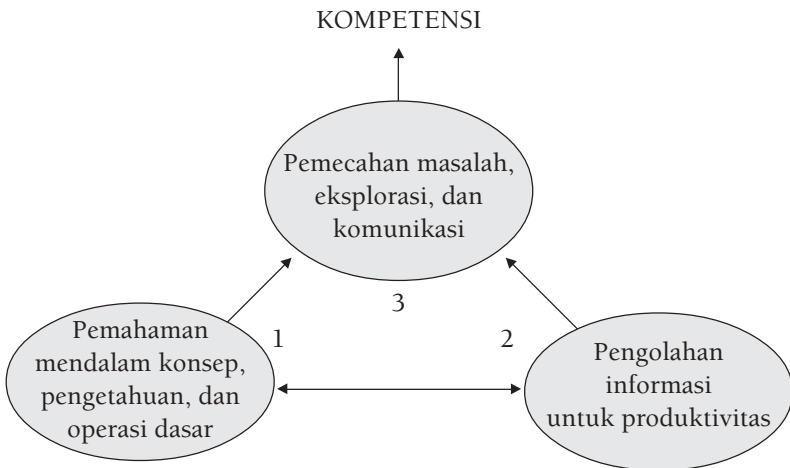 KOMPETENSI
Pemecahan masalah,
eksplorasi, dan
komunikasi
3
1
2
Pemahaman
mendalam konsep,
pengetahuan, dan
operasi dasar
Pengolahan
informasi
untuk produktivitas